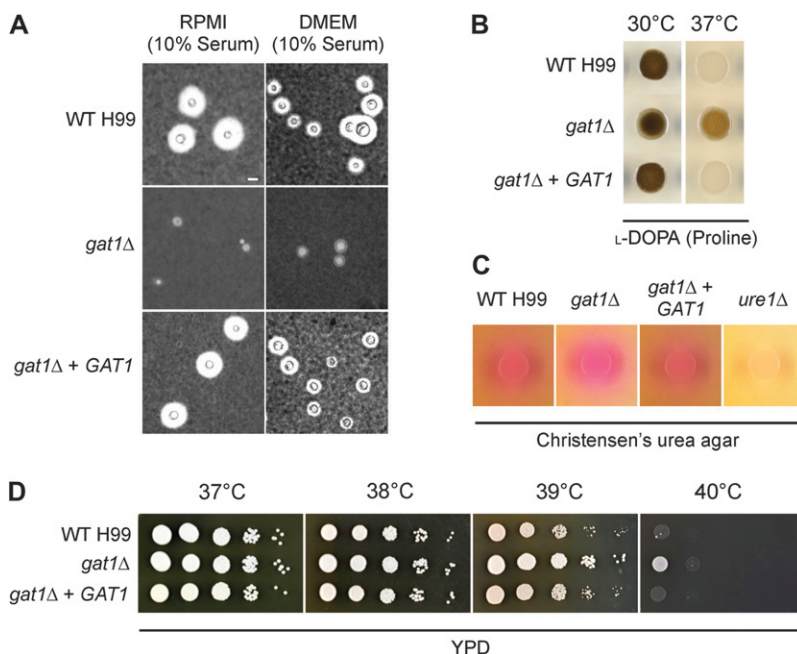 A
RPMI
(10% Serum)
DMEM
(10% Serum)
WT H99
gat1Δ
gat1Δ + GAT1
B
30°C 37°C
WT H99
gat1Δ
gat1Δ + GAT1
L-DOPA (Proline)
C
WT H99
gat1Δ
gat1Δ +
GAT1
ure1Δ
Christensen's urea agar
D
37°C 38°C 39°C 40°C
WT H99
gat1Δ
gat1Δ + GAT1
YPD